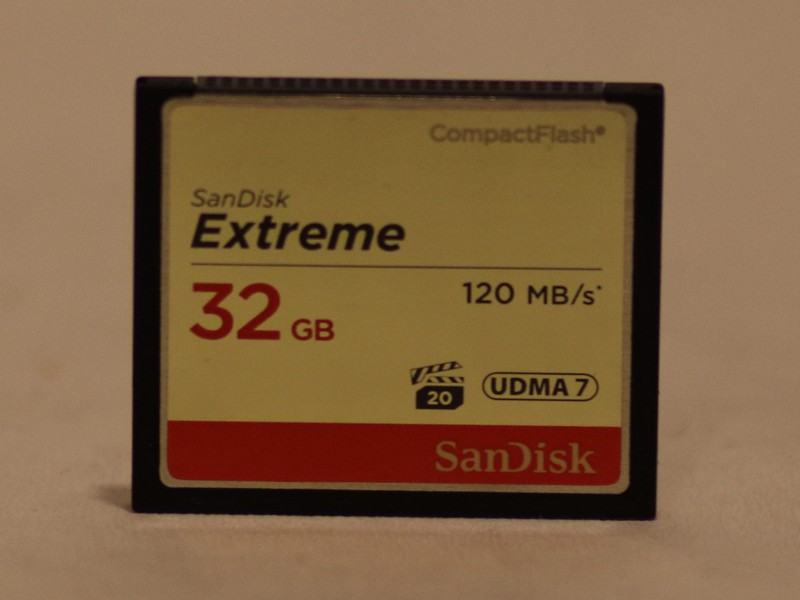 CompactFlash®
SanDisk
Extreme
32 GB
120 MB/s*
20
UDMA 7
SanDisk